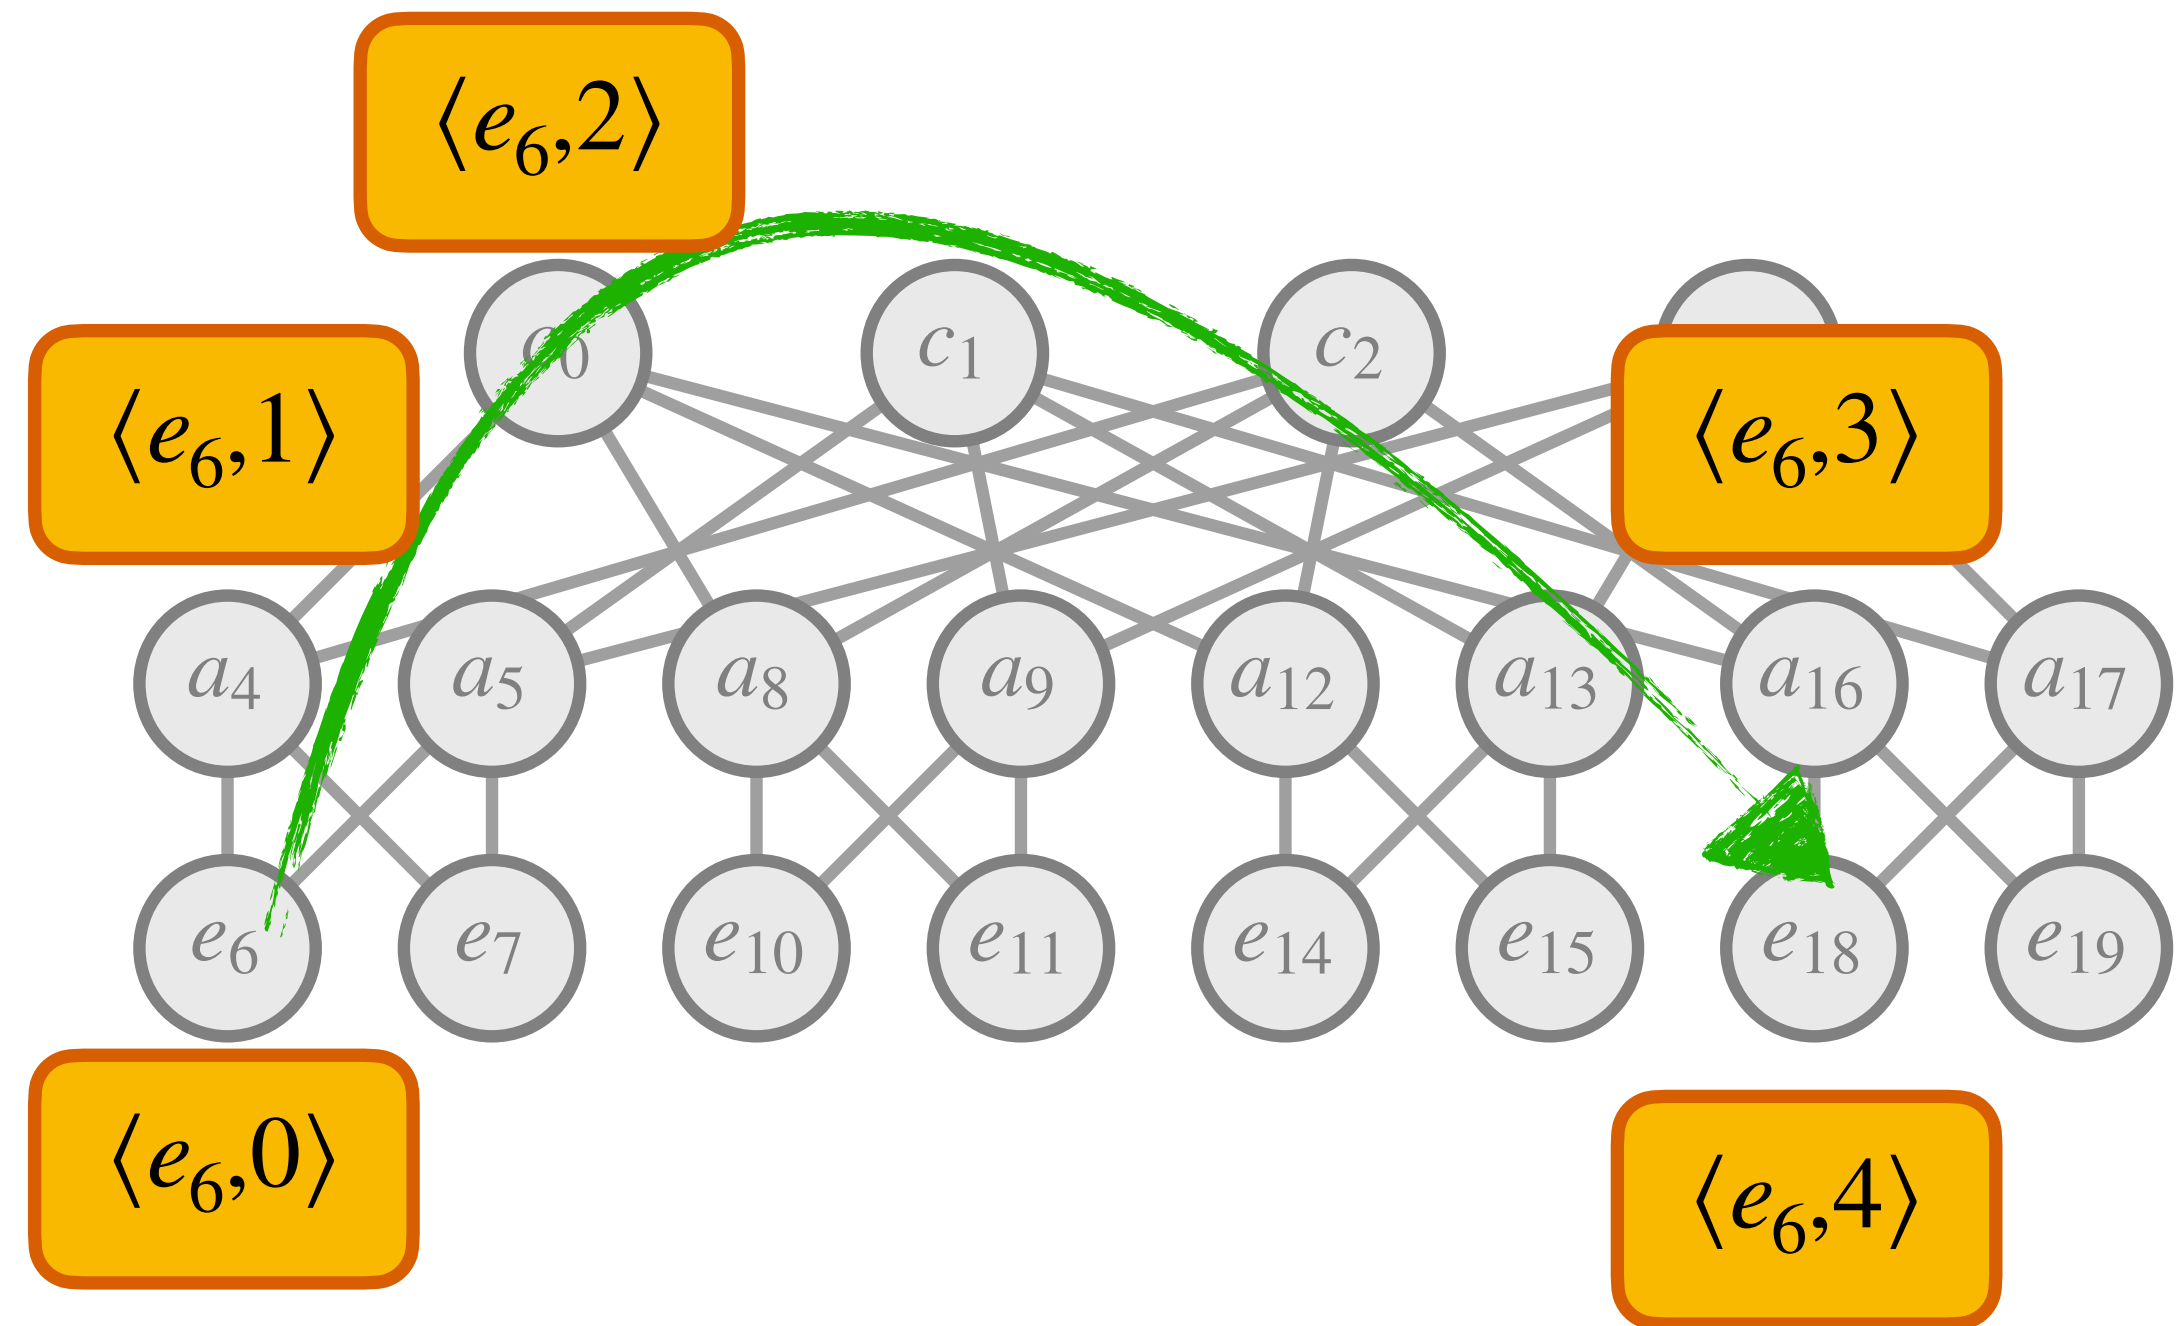 ⟨e₆,2⟩
⟨e₆,1⟩
c₀ c₁ c₂
⟨e₆,3⟩
a₄ a₅ a₈ a₉ a₁₂ a₁₃ a₁₆ a₁₇
e₆ e₇ e₁₀ e₁₁ e₁₄ e₁₅ e₁₈ e₁₉
⟨e₆,0⟩
⟨e₆,4⟩